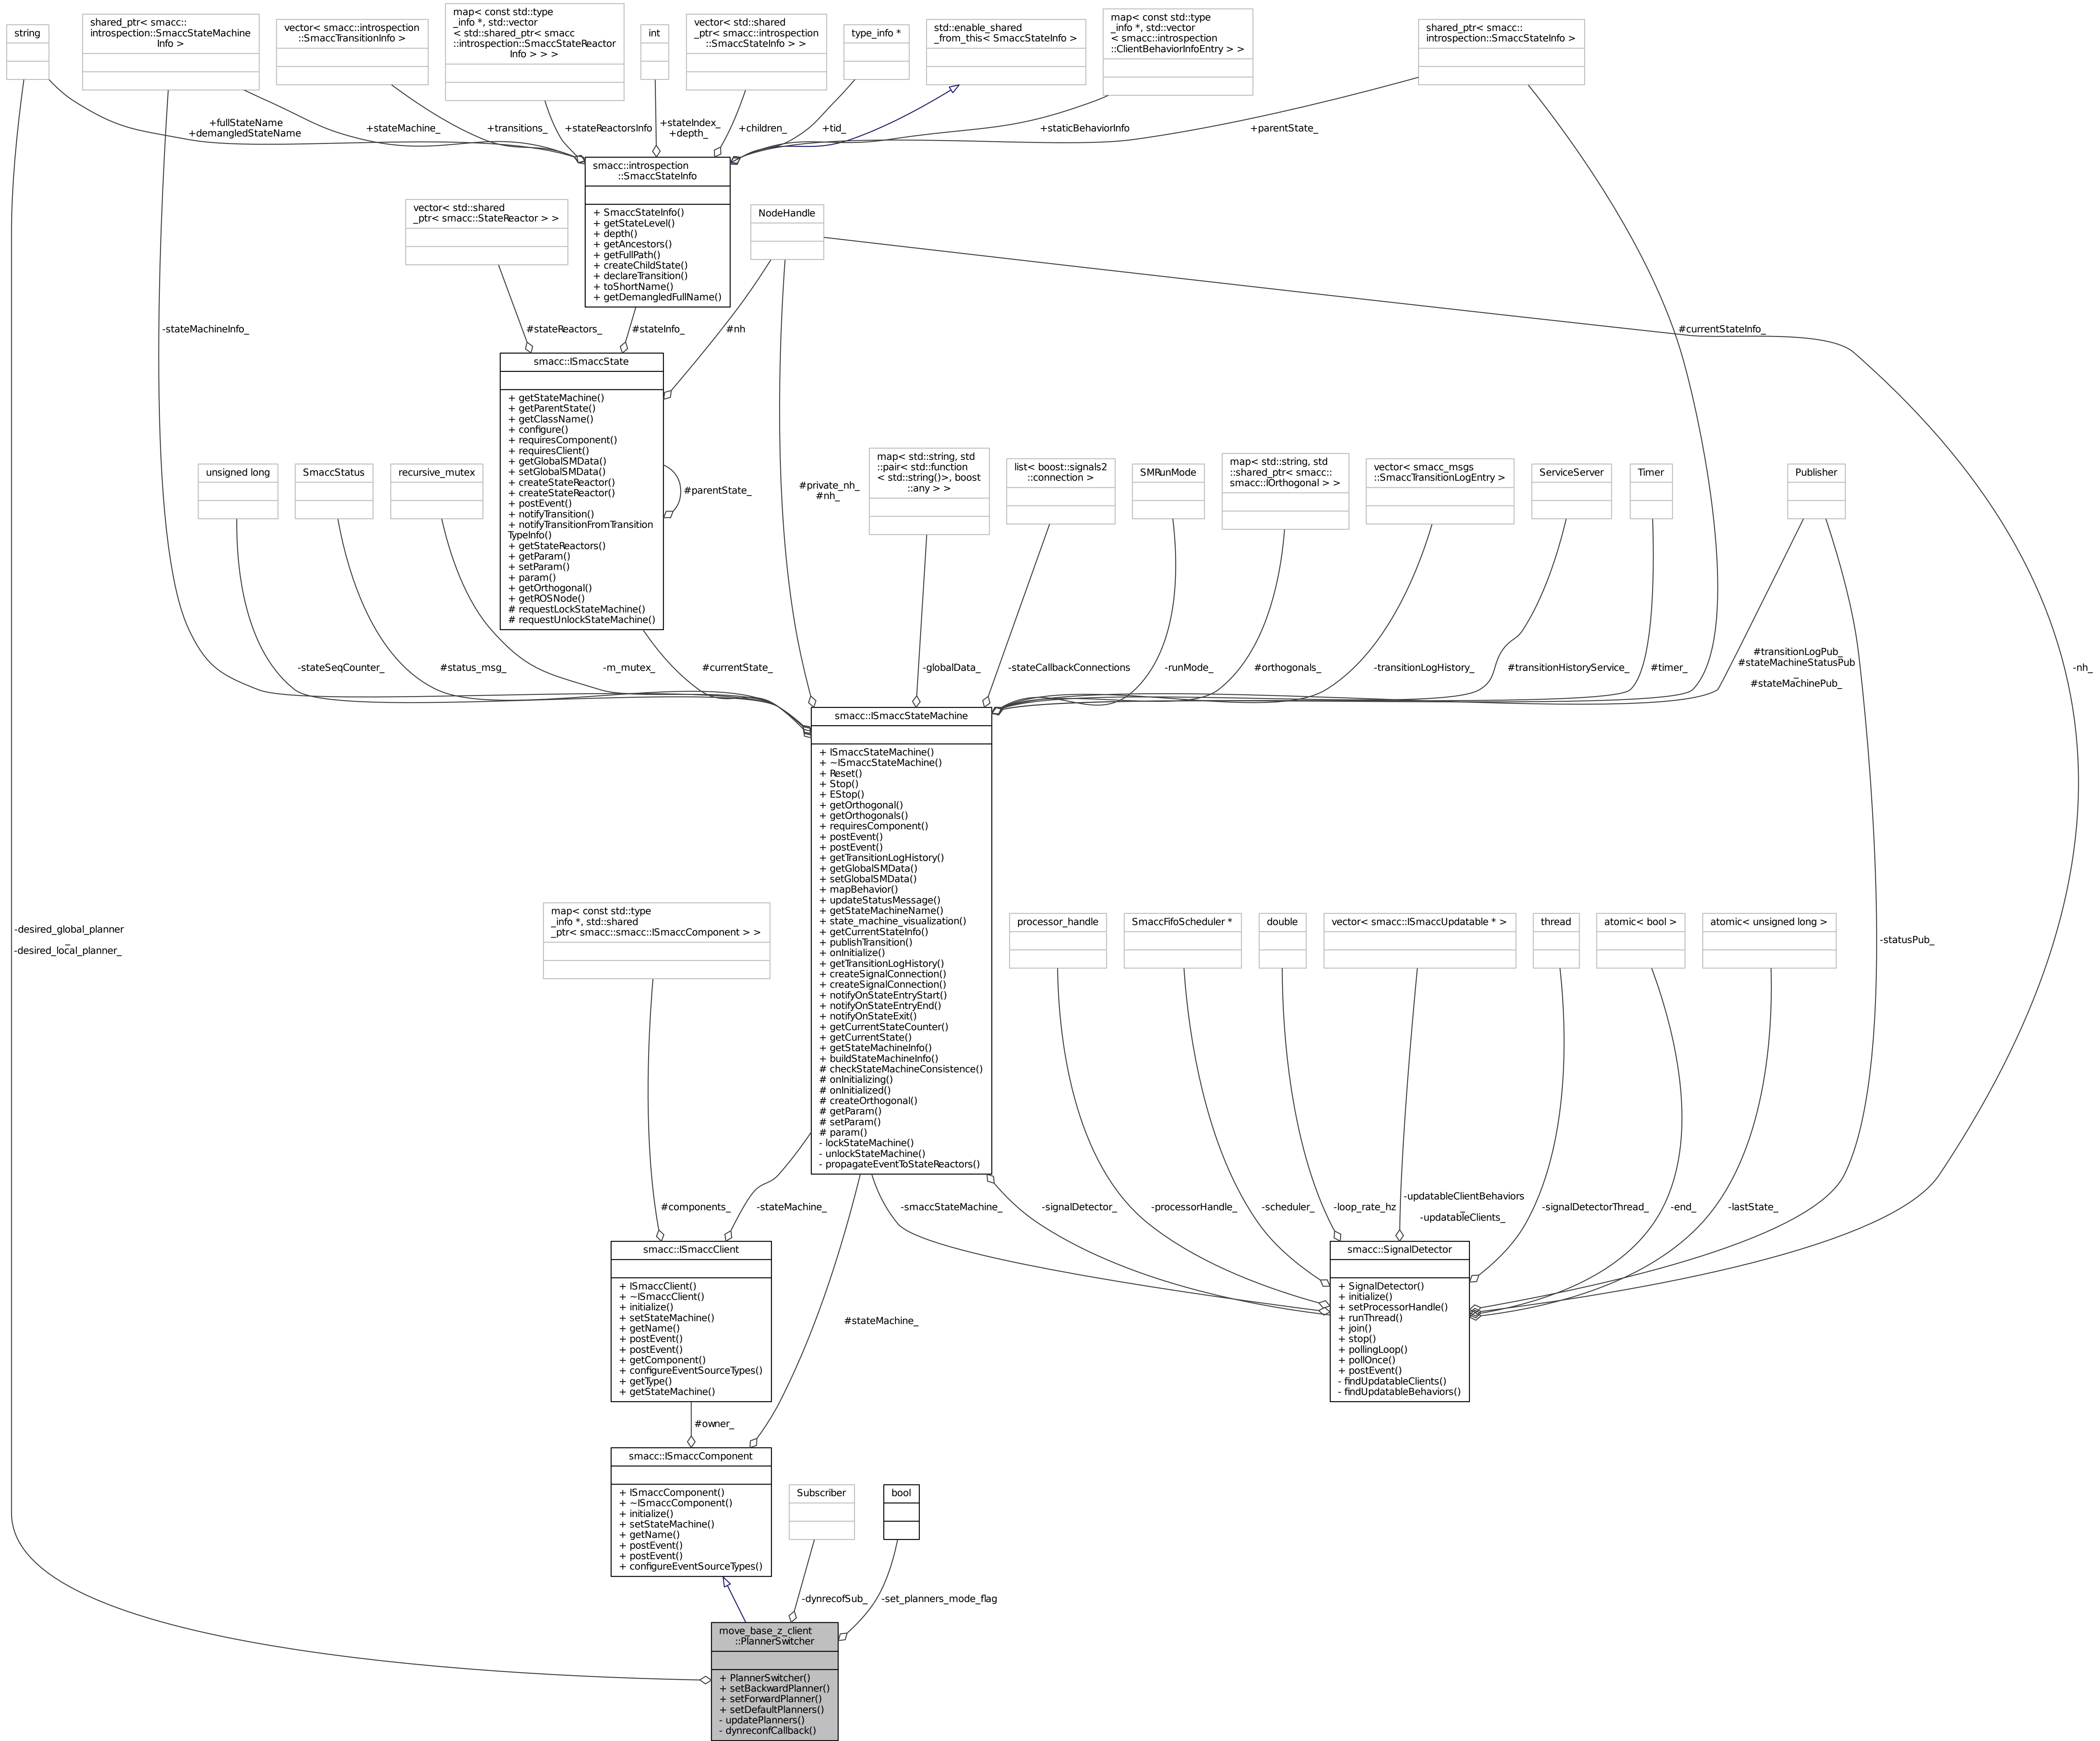 string
shared_ptr< smacc::
introspection::SmaccStateMachine
Info >
vector< smacc::introspection
::SmaccTransitionInfo >
map< const std::type
_info *, std::vector
< std::shared_ptr< smacc
::introspection::SmaccStateReactor
Info > > >
int
vector< std::shared
_ptr< smacc::introspection
::SmaccStateInfo > >
type_info *
std::enable_shared
_from_this< SmaccStateInfo >
map< const std::type
_info *, std::vector
< smacc::introspection
::ClientBehaviorInfoEntry > >
shared_ptr< smacc::
introspection::SmaccStateInfo >
+fullStateName
+demangledStateName
+stateMachine_
+transitions_
+stateReactorsInfo
+stateIndex_
+depth_
+children_
+tid_
+staticBehaviorInfo
+parentState_
smacc::introspection
::SmaccStateInfo
+ SmaccStateInfo()
+ getStateLevel()
+ depth()
+ getAncestors()
+ getFullPath()
+ createChildState()
+ declareTransition()
+ toShortName()
+ getDemangledFullName()
vector< std::shared
_ptr< smacc::StateReactor > >
NodeHandle
-stateMachineInfo_
#stateReactors_
#stateInfo_
#nh
#currentStateInfo_
smacc::ISmaccState
+ getStateMachine()
+ getParentState()
+ getClassName()
+ configure()
+ requiresComponent()
+ requiresClient()
+ getGlobalSMData()
+ setGlobalSMData()
+ createStateReactor()
+ createStateReactor()
+ postEvent()
+ notifyTransition()
+ notifyTransitionFromTransition
TypeInfo()
+ getStateReactors()
+ getParam()
+ setParam()
+ param()
+ getOrthogonal()
+ getROSNode()
# requestLockStateMachine()
# requestUnlockStateMachine()
#parentState_
unsigned long
SmaccStatus
recursive_mutex
#private_nh_
#nh_
map< std::string, std
::pair< std::function
< std::string()>, boost
::any > >
list< boost::signals2
::connection >
SMRunMode
map< std::string, std
::shared_ptr< smacc::
smacc::IOrthogonal > >
vector< smacc_msgs
::SmaccTransitionLogEntry >
ServiceServer
Timer
Publisher
-stateSeqCounter_
#status_msg_
-m_mutex_
#currentState_
-globalData_
-stateCallbackConnections
-runMode_
#orthogonals_
-transitionLogHistory_
#transitionHistoryService_
#timer_
#transitionLogPub_
#stateMachineStatusPub
_
#stateMachinePub_
-nh_
smacc::ISmaccStateMachine
+ ISmaccStateMachine()
+ ~ISmaccStateMachine()
+ Reset()
+ Stop()
+ EStop()
+ getOrthogonal()
+ getOrthogonals()
+ requiresComponent()
+ postEvent()
+ postEvent()
+ getTransitionLogHistory()
+ getGlobalSMData()
+ setGlobalSMData()
+ mapBehavior()
+ updateStatusMessage()
+ getStateMachineName()
+ state_machine_visualization()
+ getCurrentStateInfo()
+ publishTransition()
+ onInitialize()
+ getTransitionLogHistory()
+ createSignalConnection()
+ createSignalConnection()
+ notifyOnStateEntryStart()
+ notifyOnStateEntryEnd()
+ notifyOnStateExit()
+ getCurrentStateCounter()
+ getCurrentState()
+ getStateMachineInfo()
+ buildStateMachineInfo()
# checkStateMachineConsistence()
# onInitializing()
# onInitialized()
# createOrthogonal()
# getParam()
# setParam()
# param()
- lockStateMachine()
- unlockStateMachine()
- propagateEventToStateReactors()
-desired_global_planner
_
-desired_local_planner_
map< const std::type
_info *, std::shared
_ptr< smacc::smacc::ISmaccComponent > >
processor_handle
SmaccFifoScheduler *
double
vector< smacc::ISmaccUpdatable * >
thread
atomic< bool >
atomic< unsigned long >
-statusPub_
#components_
-stateMachine_
-smaccStateMachine_
-signalDetector_
-processorHandle_
-scheduler_
-loop_rate_hz
-updatableClientBehaviors
_
-updatableClients_
-signalDetectorThread_
-end_
-lastState_
smacc::ISmaccClient
+ ISmaccClient()
+ ~ISmaccClient()
+ initialize()
+ setStateMachine()
+ getName()
+ postEvent()
+ postEvent()
+ getComponent()
+ configureEventSourceTypes()
+ getType()
+ getStateMachine()
#stateMachine_
smacc::SignalDetector
+ SignalDetector()
+ initialize()
+ setProcessorHandle()
+ runThread()
+ join()
+ stop()
+ pollingLoop()
+ pollOnce()
+ postEvent()
- findUpdatableClients()
- findUpdatableBehaviors()
#owner_
smacc::ISmaccComponent
+ ISmaccComponent()
+ ~ISmaccComponent()
+ initialize()
+ setStateMachine()
+ getName()
+ postEvent()
+ postEvent()
+ configureEventSourceTypes()
Subscriber
bool
-dynrecofSub_
-set_planners_mode_flag
move_base_z_client
::PlannerSwitcher
+ PlannerSwitcher()
+ setBackwardPlanner()
+ setForwardPlanner()
+ setDefaultPlanners()
- updatePlanners()
- dynreconfCallback()